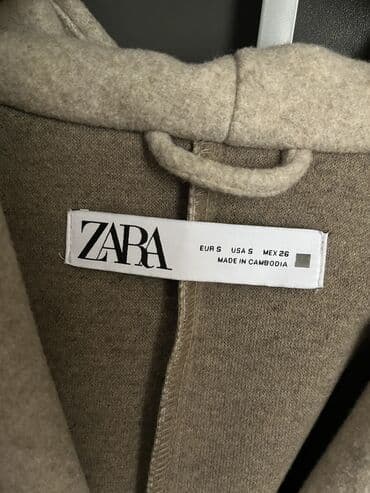 ZARA
EUR S USA S MEX 26
MADE IN CAMBODIA